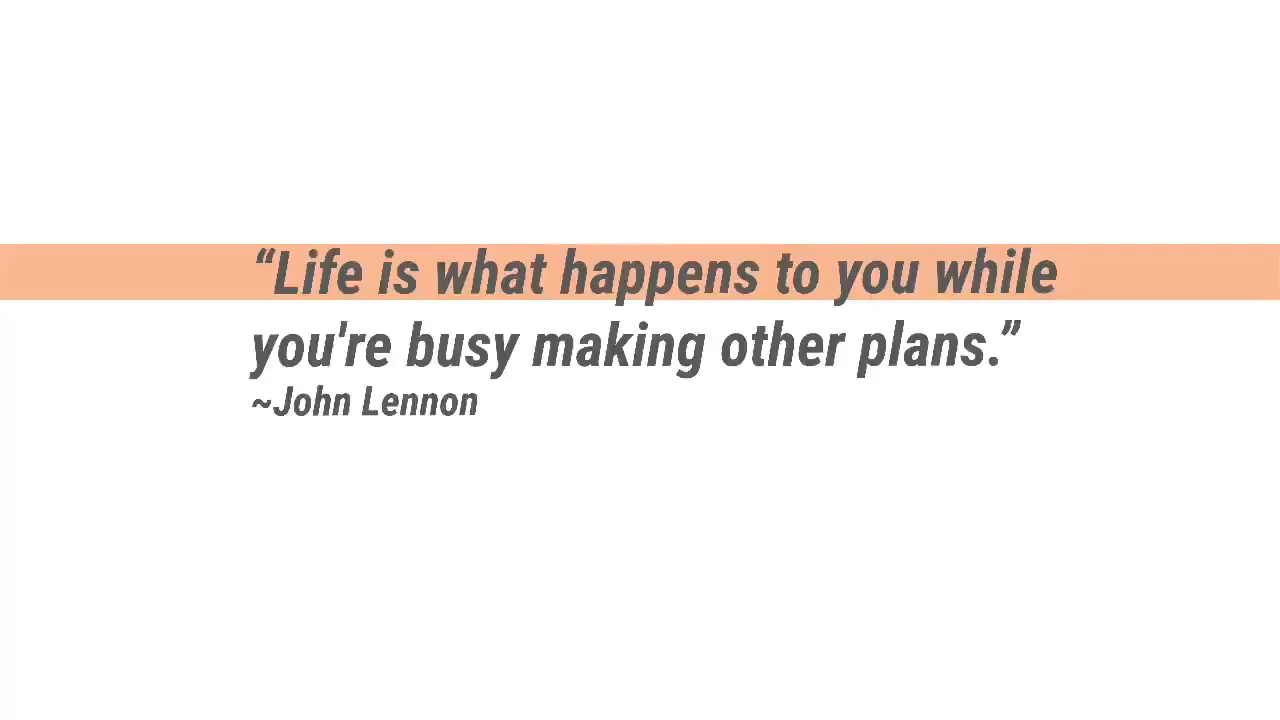 “Life is what happens to you while
you're busy making other plans.”
~John Lennon